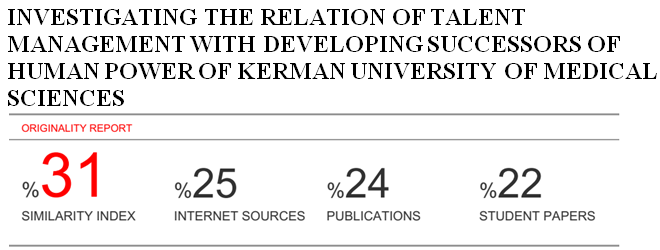 INVESTIGATING THE RELATION OF TALENT
MANAGEMENT WITH DEVELOPING SUCCESSORS OF
HUMAN POWER OF KERMAN UNIVERSITY OF MEDICAL
SCIENCES
ORIGINALITY REPORT
%31 %25 %24 %22
SIMILARITY INDEX INTERNET SOURCES PUBLICATIONS STUDENT PAPERS